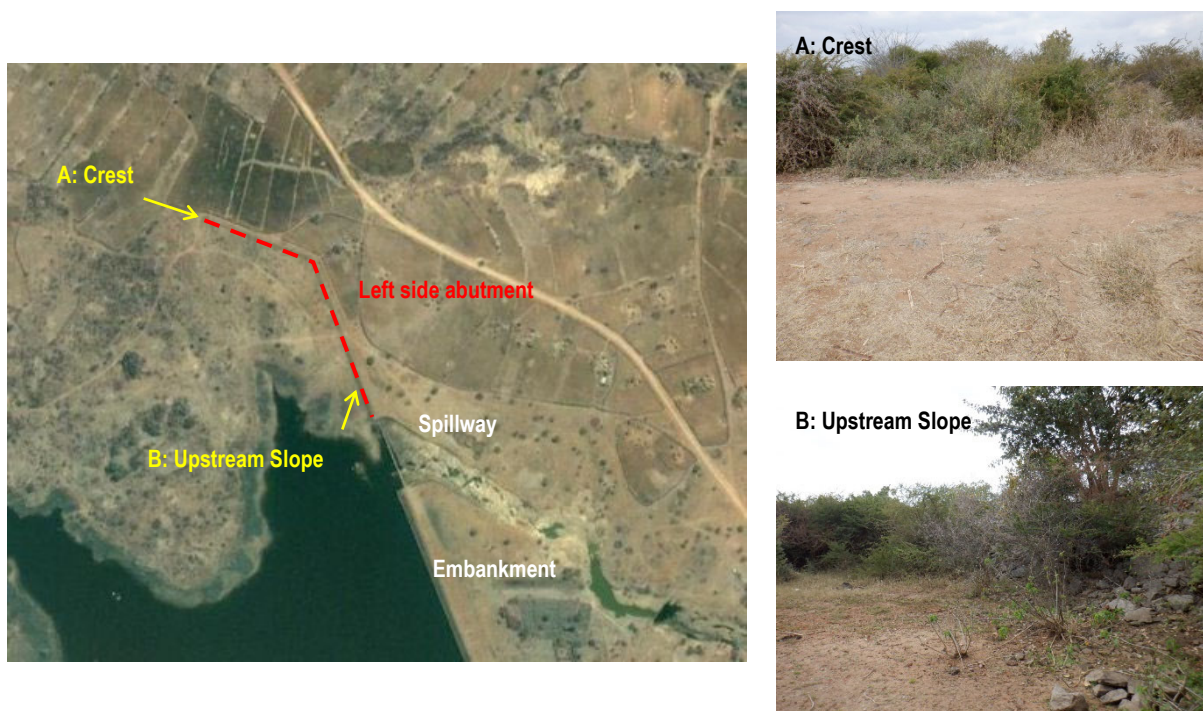 A: Crest
Left side abutment
Spillway
B: Upstream Slope
Embankment
A: Crest
B: Upstream Slope